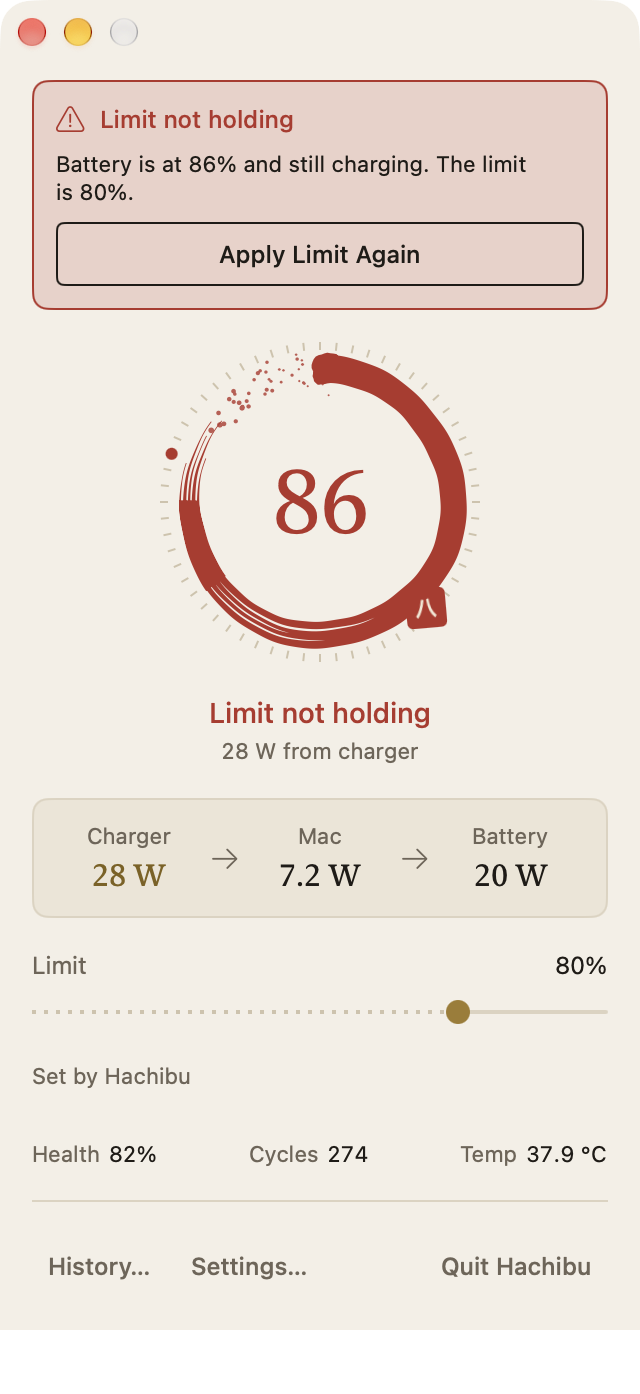 Limit not holding
Battery is at 86% and still charging. The limit
is 80%.
Apply Limit Again
86
八
Limit not holding
28 W from charger
Charger → Mac → Battery
28 W 7.2 W 20 W
Limit 80%
Set by Hachibu
Health 82% Cycles 274 Temp 37.9 °C
History... Settings... Quit Hachibu